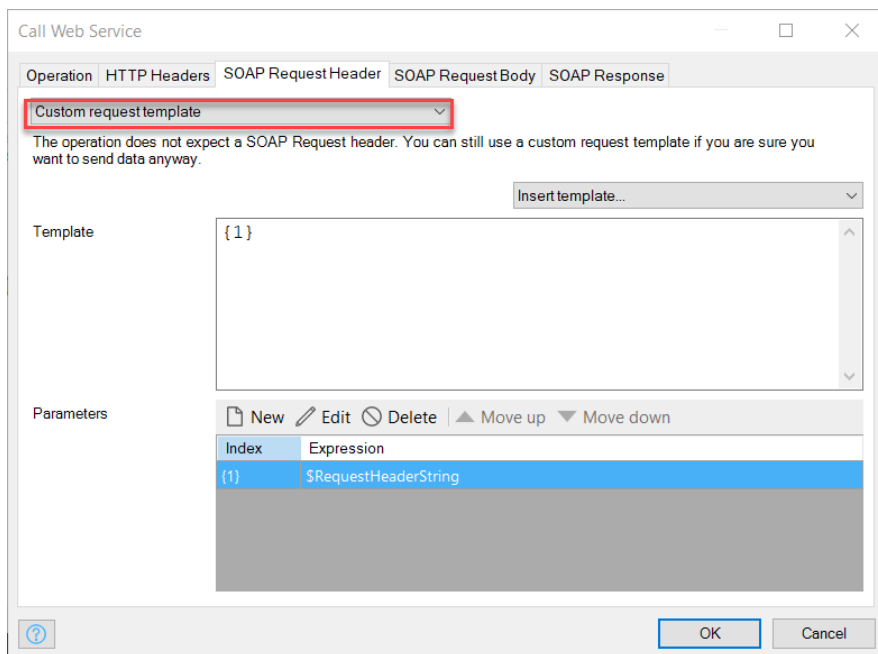 Call Web Service
Operation HTTP Headers SOAP Request Header SOAP Request Body SOAP Response
Custom request template
The operation does not expect a SOAP Request header. You can still use a custom request template if you are sure you
want to send data anyway.
Insert template...
Template
{1}
Parameters
New Edit Delete Move up Move down
Index Expression
{1} $RequestHeaderString
?
OK Cancel